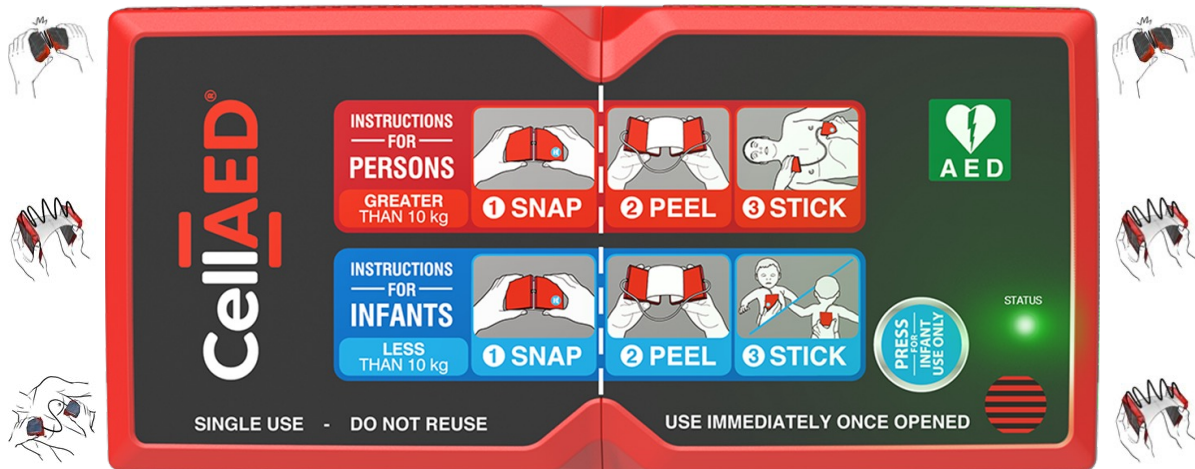 CellAED®
INSTRUCTIONS
FOR
PERSONS
GREATER
THAN 10 kg
1 SNAP
2 PEEL
3 STICK
INSTRUCTIONS
FOR
INFANTS
LESS
THAN 10 kg
1 SNAP
2 PEEL
3 STICK
AED
STATUS
PRESS
FOR
INFANT
USE ONLY
SINGLE USE - DO NOT REUSE
USE IMMEDIATELY ONCE OPENED